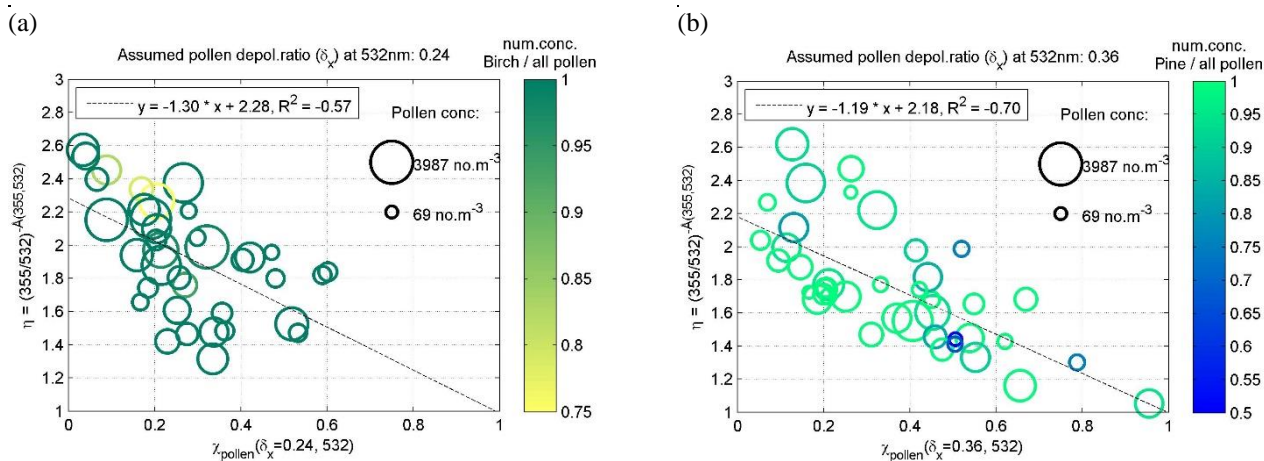 (a)
Assumed pollen depol.ratio (δx) at 532nm: 0.24
num.conc.
Birch / all pollen
y = -1.30 * x + 2.28, R² = -0.57
Pollen conc:
3987 no.m⁻³
69 no.m⁻³
3
2.8
2.6
2.4
2.2
2
1.8
1.6
1.4
1.2
1
η = (355/532)^-A(355,532)
0
0.2
0.4
0.6
0.8
1
χpollen(δx=0.24, 532)
1
0.95
0.9
0.85
0.8
0.75
(b)
Assumed pollen depol.ratio (δx) at 532nm: 0.36
num.conc.
Pine / all pollen
y = -1.19 * x + 2.18, R² = -0.70
Pollen conc:
3987 no.m⁻³
69 no.m⁻³
3
2.8
2.6
2.4
2.2
2
1.8
1.6
1.4
1.2
1
η = (355/532)^-A(355,532)
0
0.2
0.4
0.6
0.8
1
χpollen(δx=0.36, 532)
1
0.95
0.9
0.85
0.8
0.75
0.7
0.65
0.6
0.55
0.5